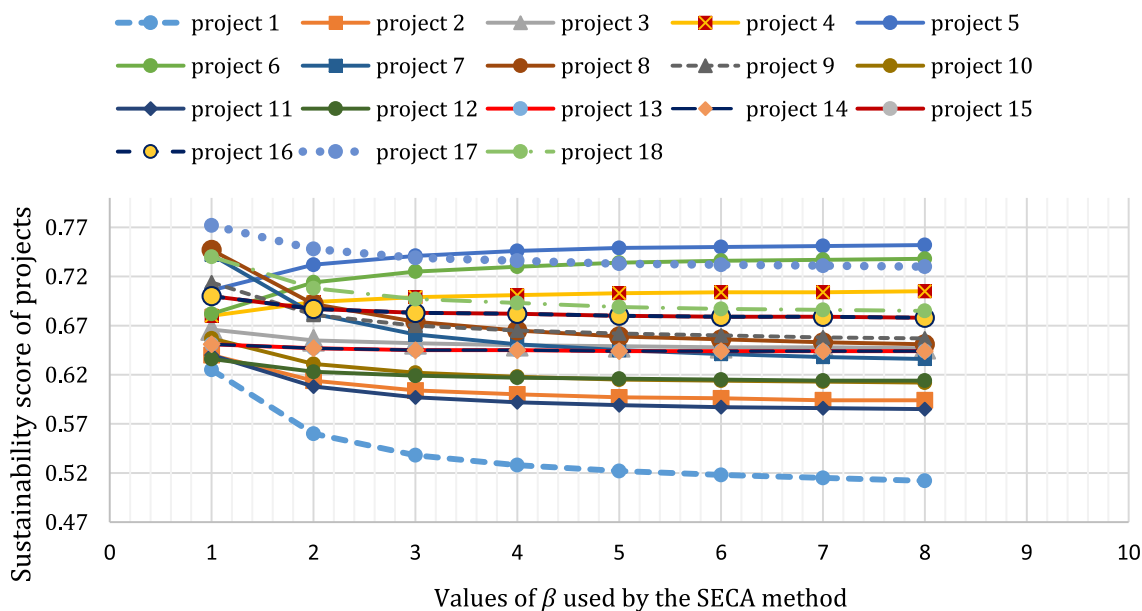 project 1 project 2 project 3 project 4 project 5
project 6 project 7 project 8 project 9 project 10
project 11 project 12 project 13 project 14 project 15
project 16 project 17 project 18
Sustainability score of projects
0.77
0.72
0.67
0.62
0.57
0.52
0.47
0 1 2 3 4 5 6 7 8 9 10
Values of β used by the SECA method